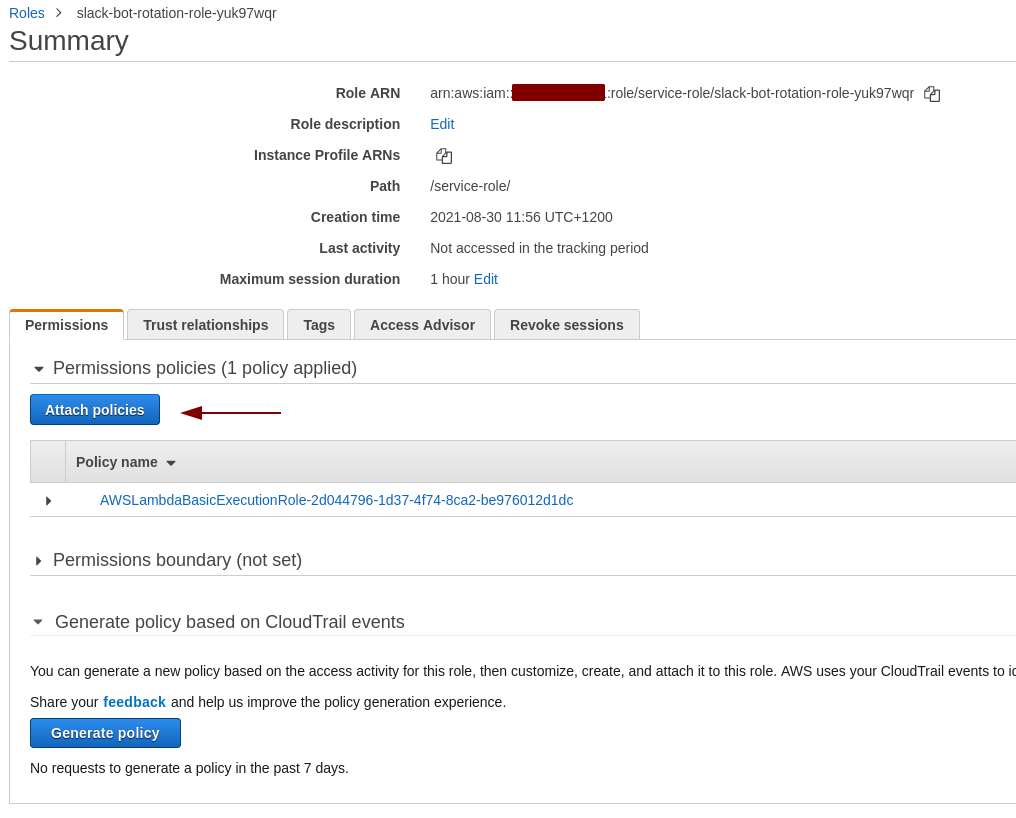 Roles > slack-bot-rotation-role-yuk97wqr
Summary
Role ARN arn:aws:iam: :role/service-role/slack-bot-rotation-role-yuk97wqr
Role description Edit
Instance Profile ARNs
Path /service-role/
Creation time 2021-08-30 11:56 UTC+1200
Last activity Not accessed in the tracking period
Maximum session duration 1 hour Edit
Permissions Trust relationships Tags Access Advisor Revoke sessions
Permissions policies (1 policy applied)
Attach policies
Policy name
AWSLambdaBasicExecutionRole-2d044796-1d37-4f74-8ca2-be976012d1dc
Permissions boundary (not set)
Generate policy based on CloudTrail events
You can generate a new policy based on the access activity for this role, then customize, create, and attach it to this role. AWS uses your CloudTrail events to
Share your feedback and help us improve the policy generation experience.
Generate policy
No requests to generate a policy in the past 7 days.